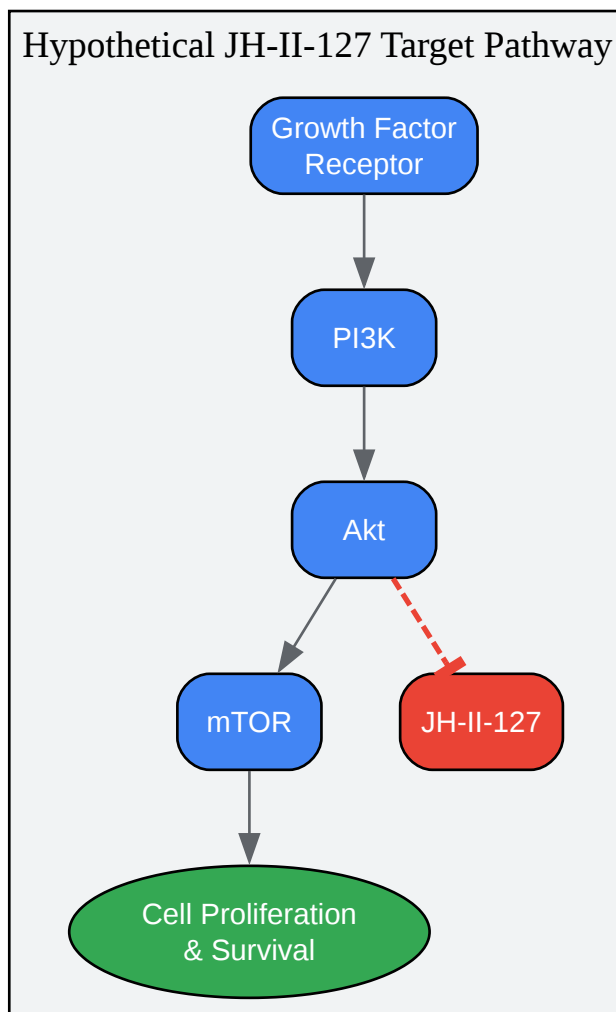 Hypothetical JH-II-127 Target Pathway
Growth Factor
Receptor
PI3K
Akt
mTOR
JH-II-127
Cell Proliferation
& Survival